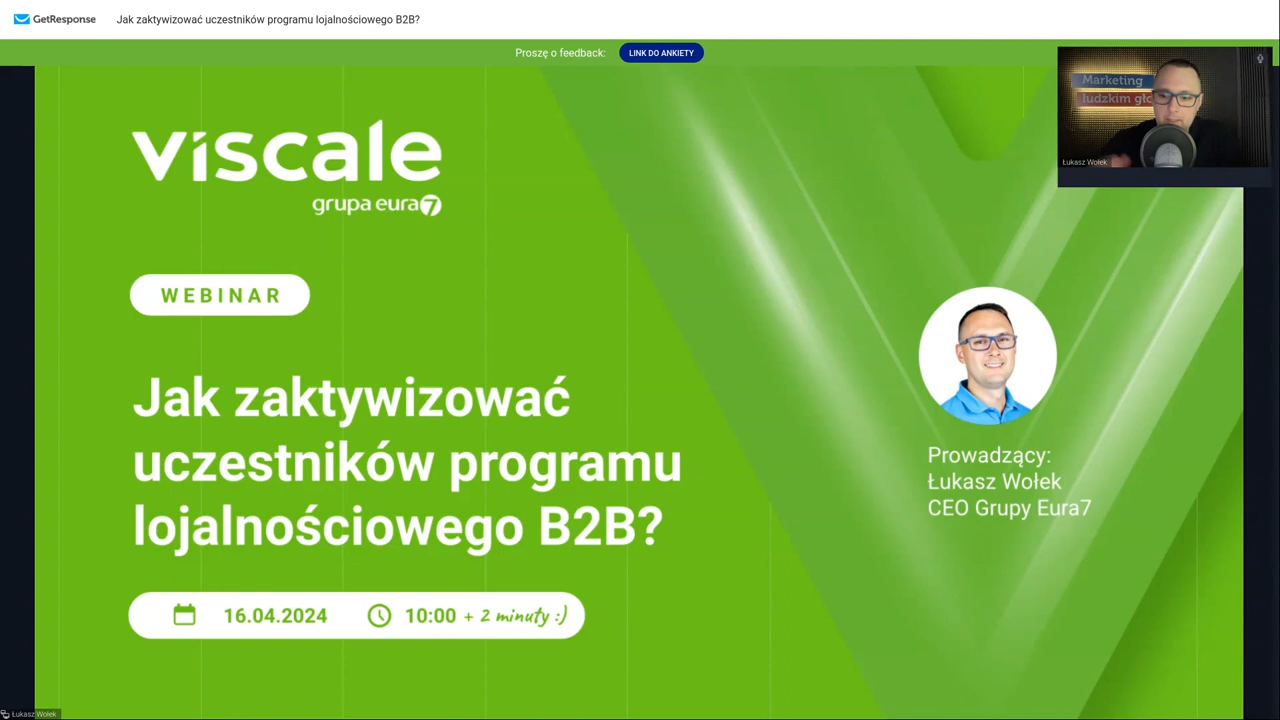 GetResponse
Jak zaktywizować uczestników programu lojalnościowego B2B?
Proszę o feedback:
LINK DO ANKIETY
Marketing
ludzkim gło
Łukasz Wołek
viscale
grupa eura7
WEBINAR
Jak zaktywizować
uczestników programu
lojalnościowego B2B?
16.04.2024
10:00 + 2 minuty :)
Prowadzący:
Łukasz Wołek
CEO Grupy Eura7
Łukasz Wołek